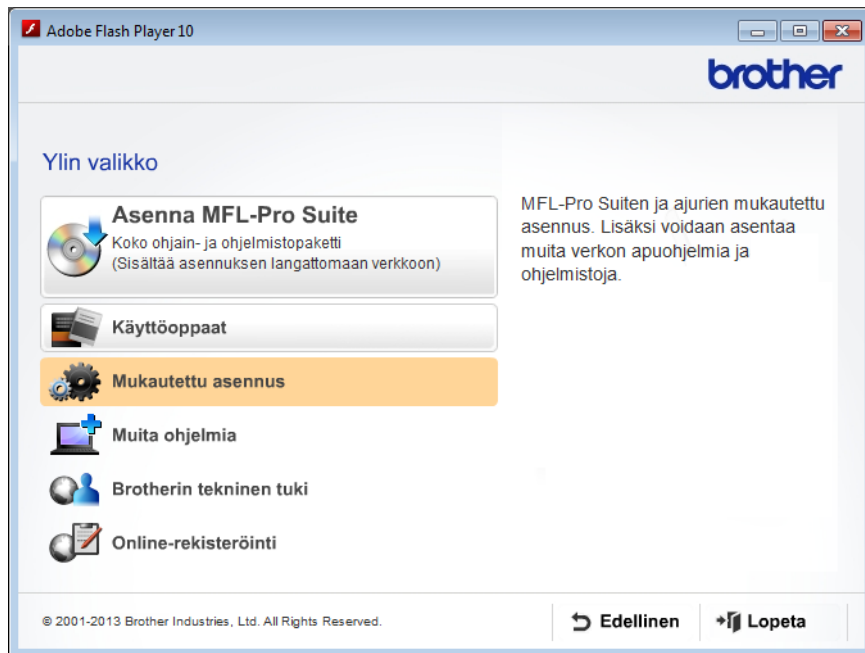 Adobe Flash Player 10
brother
Ylin valikko
Asenna MFL-Pro Suite
Koko ohjain- ja ohjelmistopaketti
(Sisältää asennuksen langattomaan verkkoon)
Käyttöoppaat
Mukautettu asennus
Muita ohjelmia
Brotherin tekninen tuki
Online-rekisteröinti
MFL-Pro Suiten ja ajurien mukautettu
asennus. Lisäksi voidaan asentaa
muita verkon apuohjelmia ja
ohjelmistoja.
© 2001-2013 Brother Industries, Ltd. All Rights Reserved.
Edellinen
Lopeta